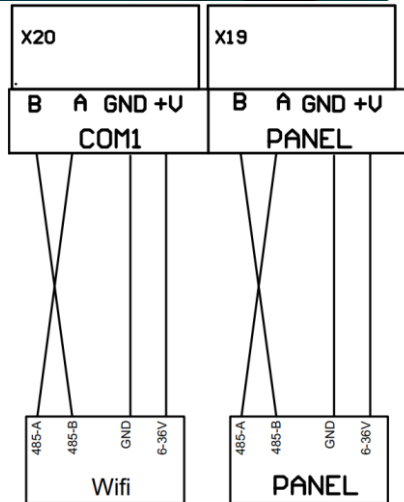 X20
X19
B A GND +V
B A GND +V
COM1
PANEL
485-A
485-B
GND
6-36V
485-A
485-B
GND
6-36V
Wifi
PANEL